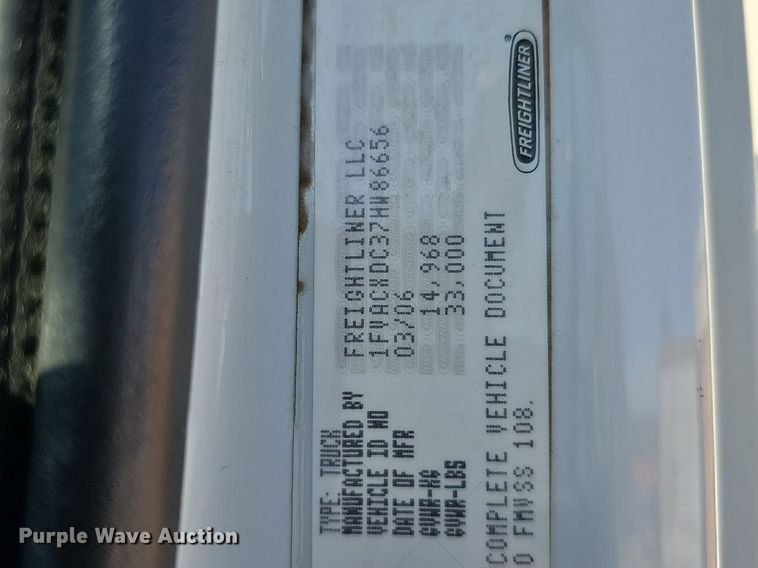 FREIGHTLINER
TYPE: TRUCK
MANUFACTURED BY FREIGHTLINER LLC
VEHICLE ID NO 1FVACXDC37HW86656
DATE OF MFR 03/06
GVWR-KG 14,968
GVWR-LBS 33,000
COMPLETE VEHICLE DOCUMENT
O FMVSS 108.
Purple Wave Auction